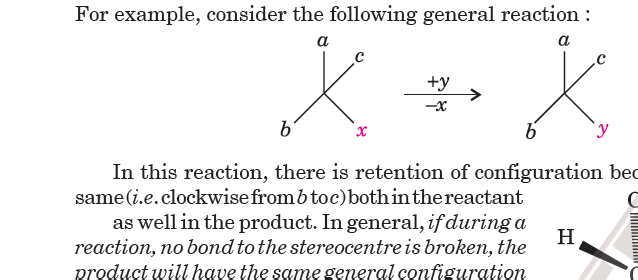 For example, consider the following general reaction :
a a
c c
+y
–x
b x b y
In this reaction, there is retention of configuration
same (i.e. clockwise from b to c) both in the reactant
as well in the product. In general, if during a
H
reaction, no bond to the stereocentre is broken, the
product will have the same general configuration